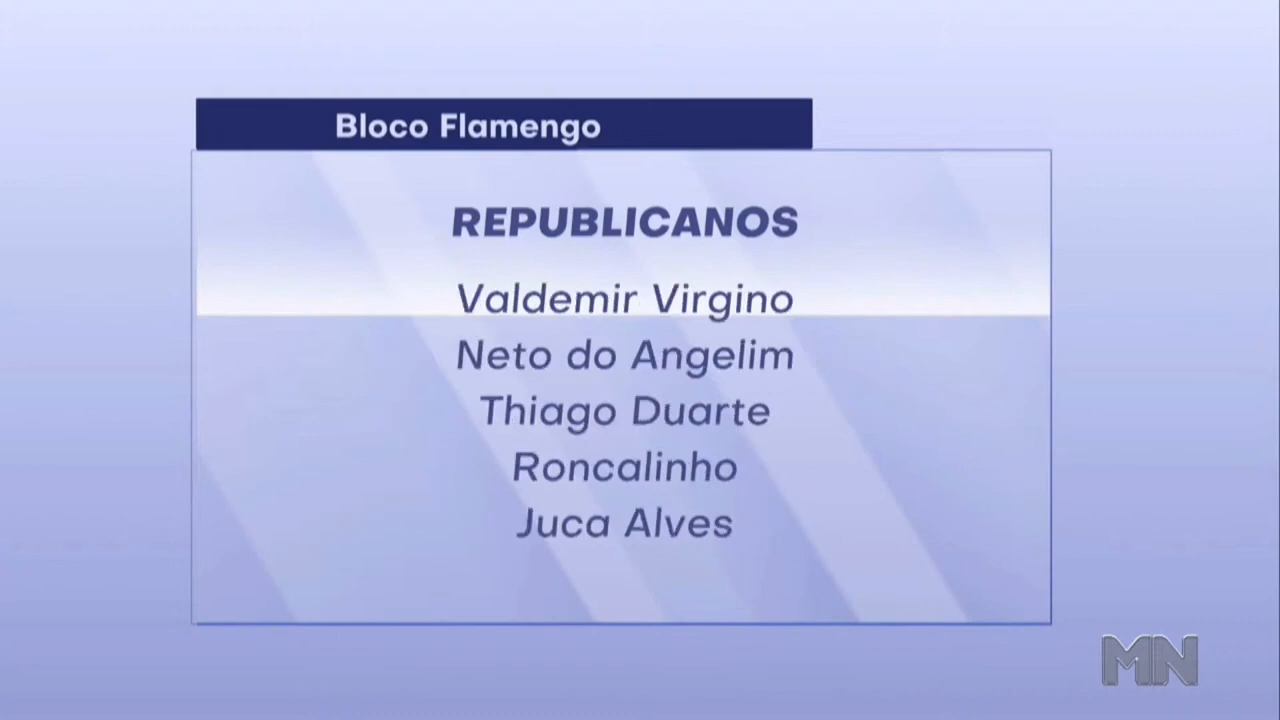 Bloco Flamengo
REPUBLICANOS
Valdemir Virgino
Neto do Angelim
Thiago Duarte
Roncalinho
Juca Alves
MN